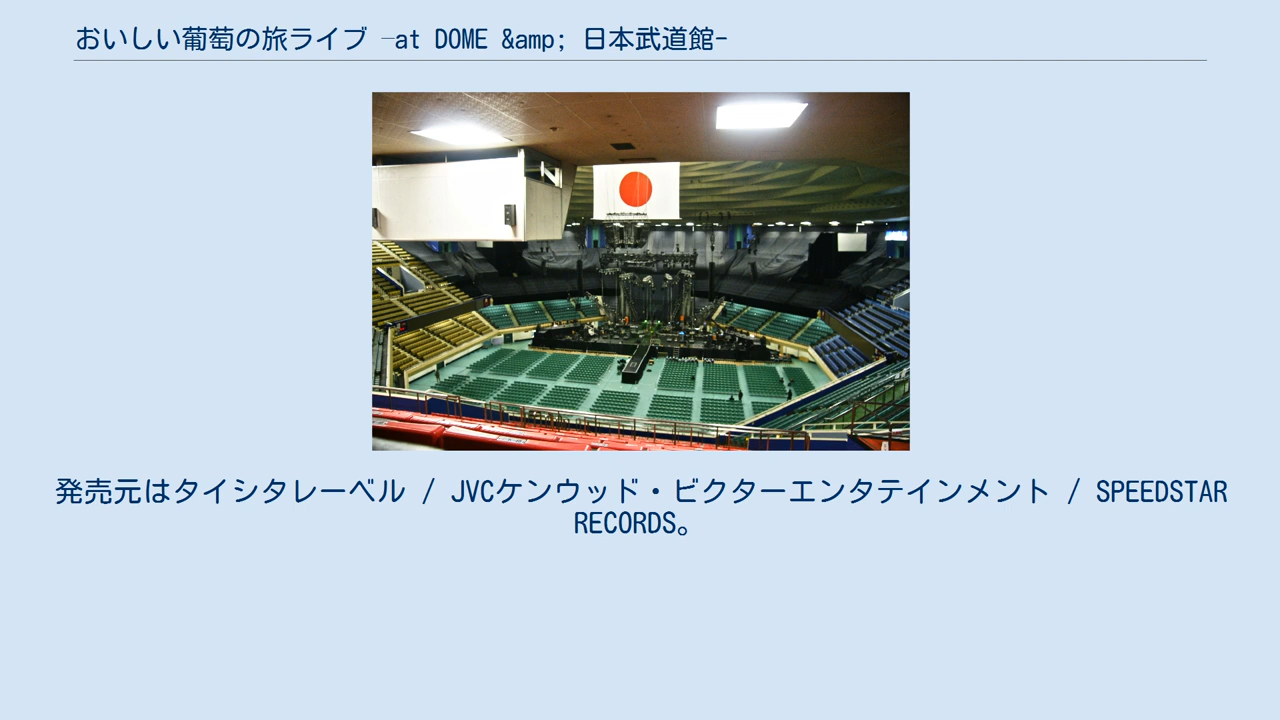 おいしい葡萄の旅ライブ –at DOME &amp; 日本武道館-
発売元はタイシタレーベル / JVCケンウッド・ビクターエンタテインメント / SPEEDSTAR
RECORDS。